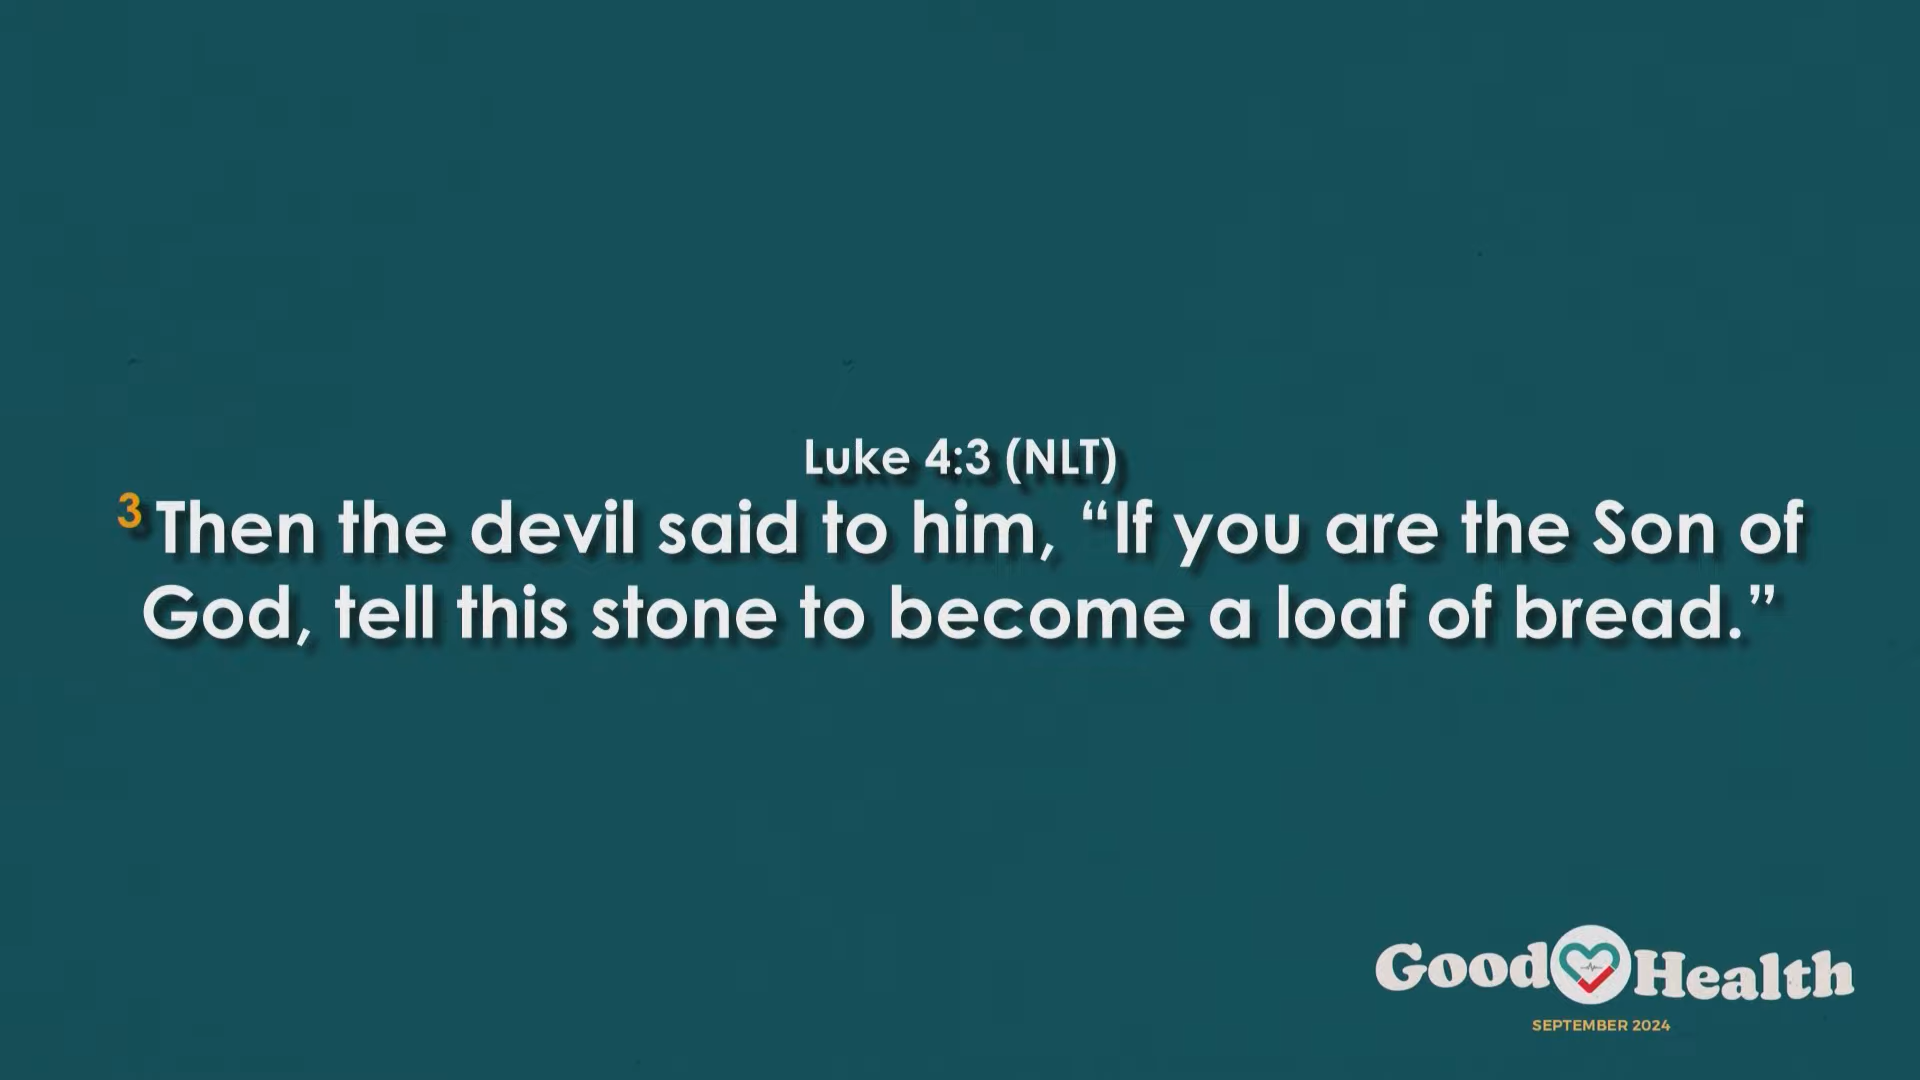 Luke 4:3 (NLT)
3 Then the devil said to him, “If you are the Son of
God, tell this stone to become a loaf of bread.”
Good Health
SEPTEMBER 2024